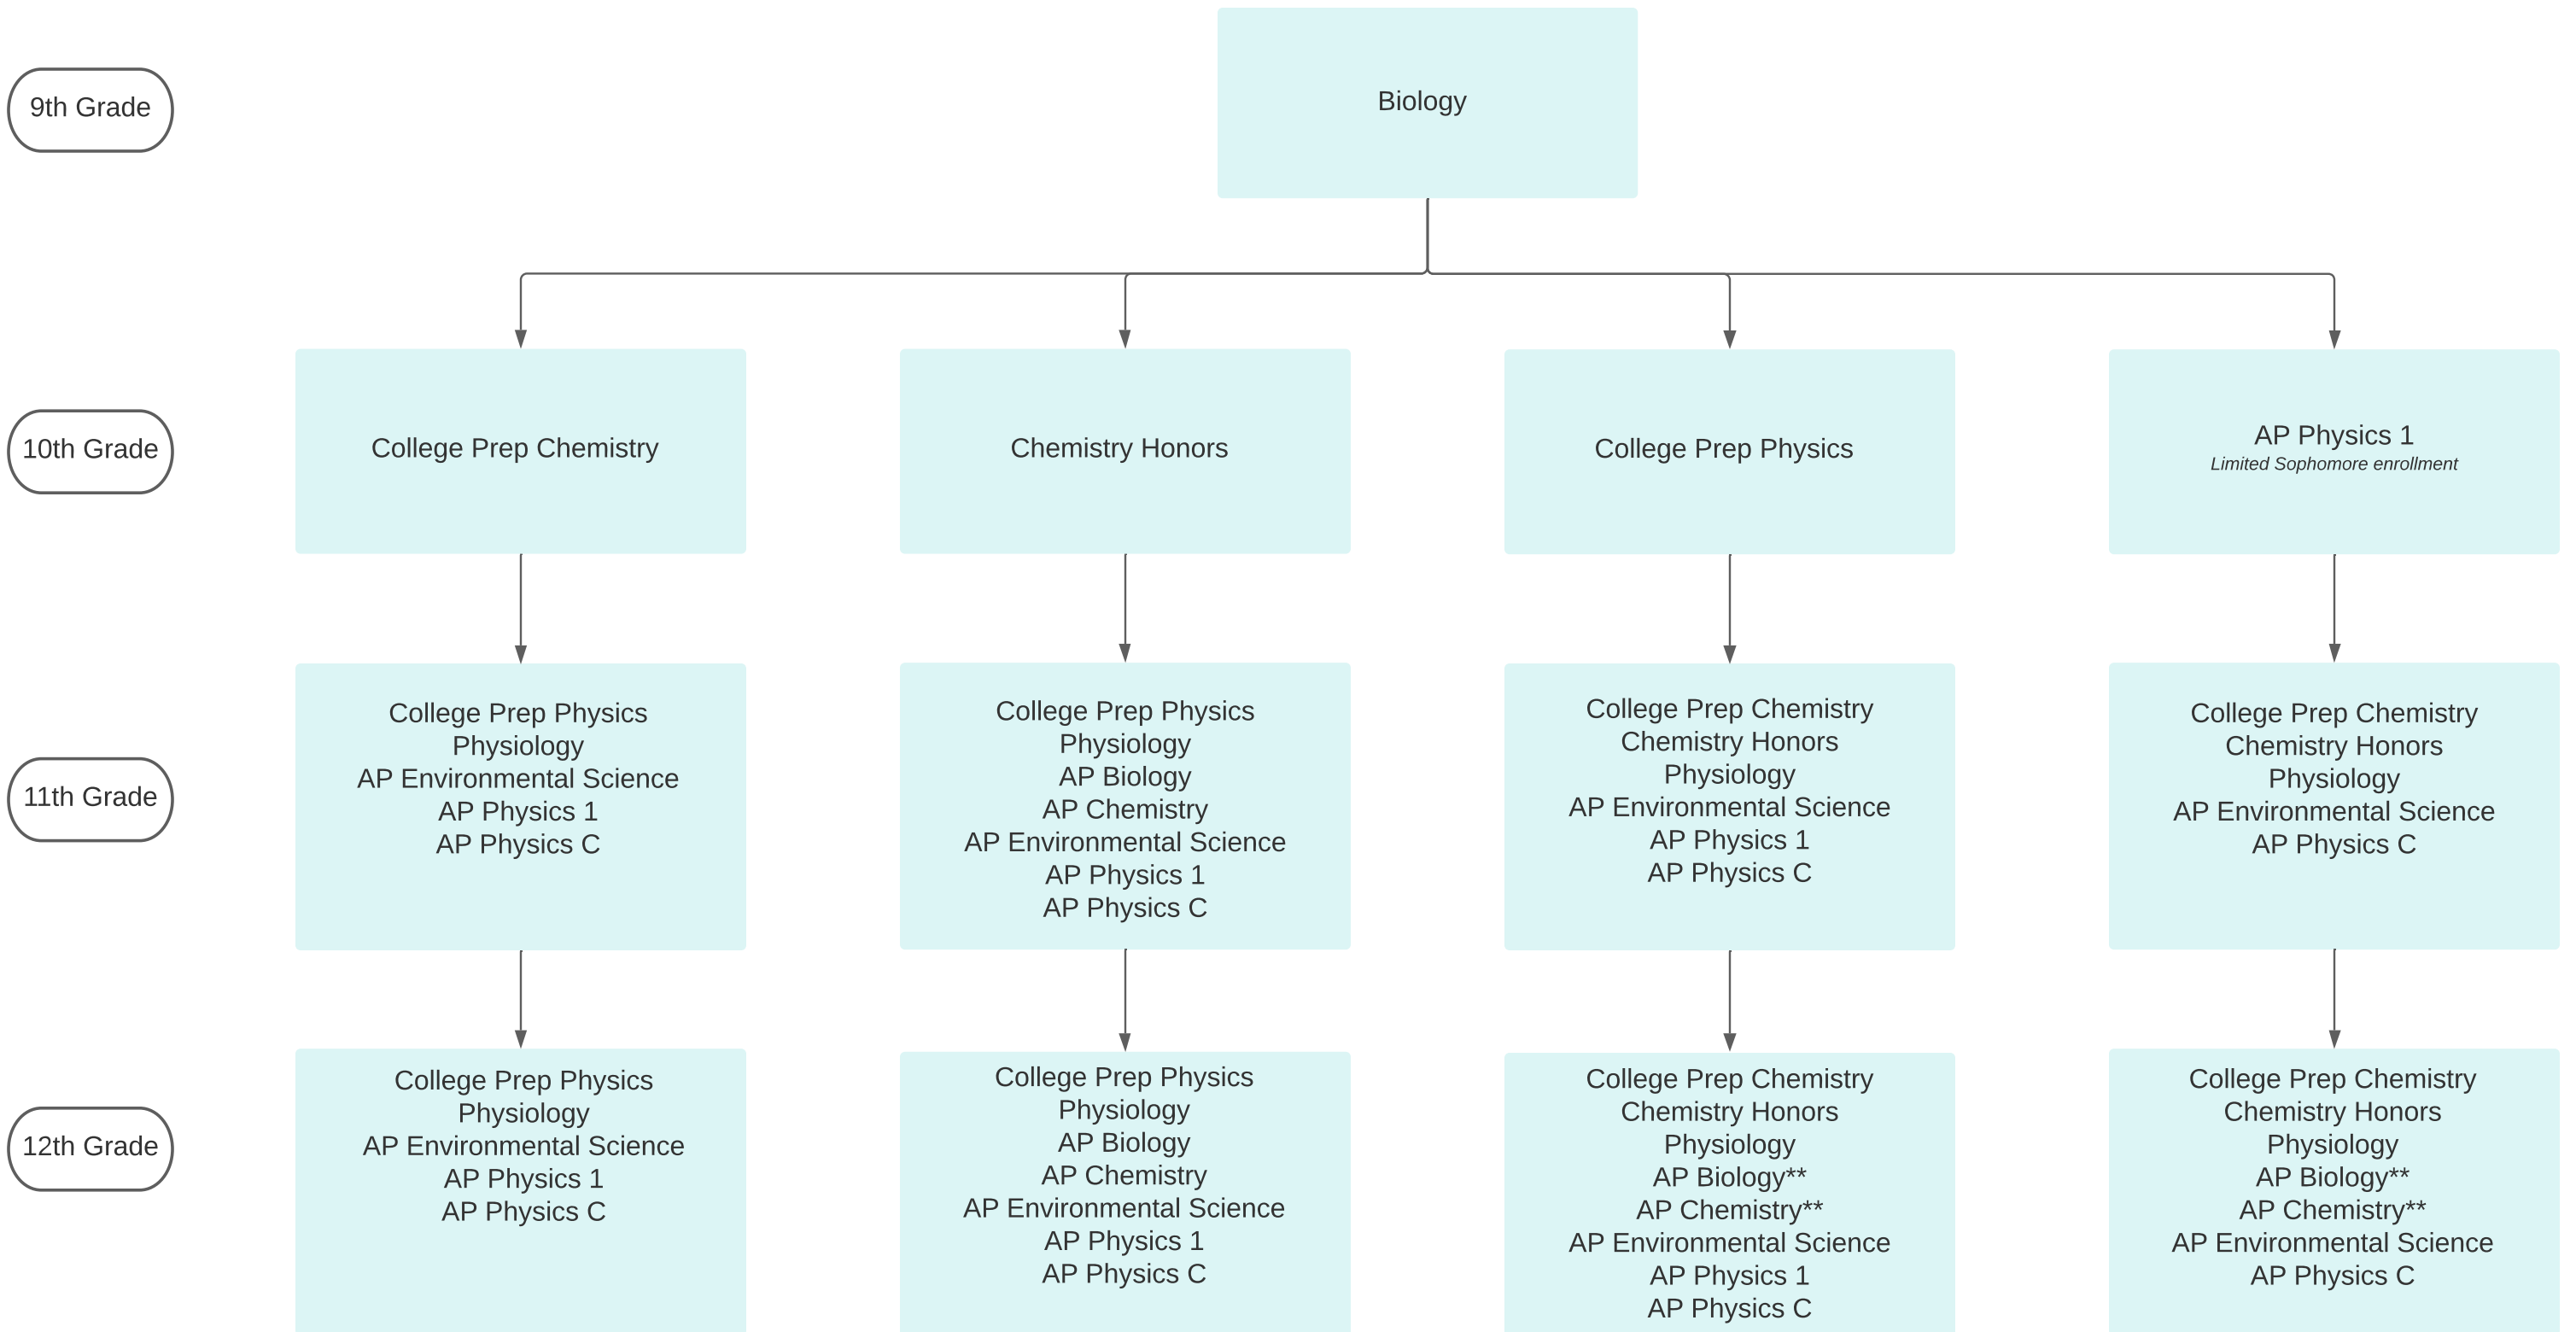 9th Grade
Biology
10th Grade
College Prep Chemistry
Chemistry Honors
College Prep Physics
AP Physics 1
Limited Sophomore enrollment
11th Grade
College Prep Physics
Physiology
AP Environmental Science
AP Physics 1
AP Physics C
College Prep Physics
Physiology
AP Biology
AP Chemistry
AP Environmental Science
AP Physics 1
AP Physics C
College Prep Chemistry
Chemistry Honors
Physiology
AP Environmental Science
AP Physics 1
AP Physics C
College Prep Chemistry
Chemistry Honors
Physiology
AP Environmental Science
AP Physics C
12th Grade
College Prep Physics
Physiology
AP Environmental Science
AP Physics 1
AP Physics C
College Prep Physics
Physiology
AP Biology
AP Chemistry
AP Environmental Science
AP Physics 1
AP Physics C
College Prep Chemistry
Chemistry Honors
Physiology
AP Biology**
AP Chemistry**
AP Environmental Science
AP Physics 1
AP Physics C
College Prep Chemistry
Chemistry Honors
Physiology
AP Biology**
AP Chemistry**
AP Environmental Science
AP Physics C